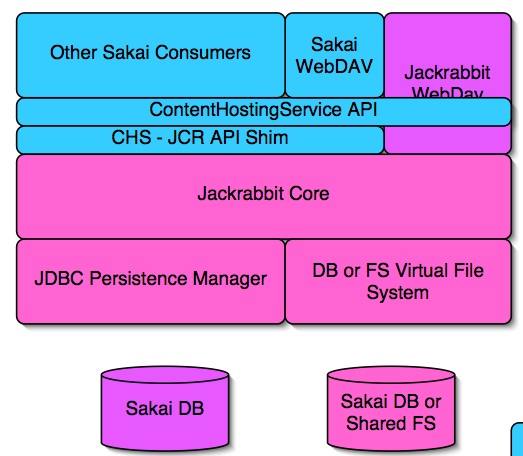 Other Sakai Consumers
Sakai
WebDAV
Jackrabbit
WebDav
ContentHostingService API
CHS - JCR API Shim
Jackrabbit Core
JDBC Persistence Manager
DB or FS Virtual File
System
Sakai DB
Sakai DB or
Shared FS